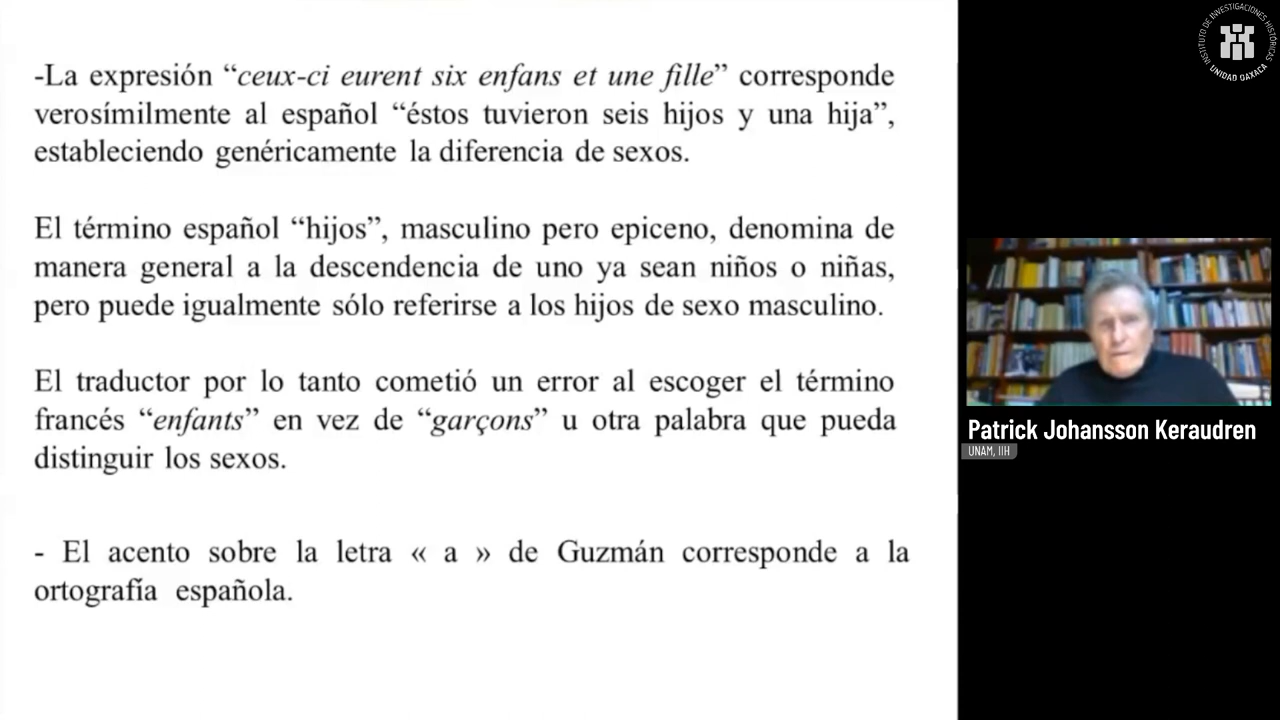 -La expresión “ceux-ci eurent six enfans et une fille” corresponde
verosímilmente al español “éstos tuvieron seis hijos y una hija”,
estableciendo genéricamente la diferencia de sexos.
El término español “hijos”, masculino pero epiceno, denomina de
manera general a la descendencia de uno ya sean niños o niñas,
pero puede igualmente sólo referirse a los hijos de sexo masculino.
El traductor por lo tanto cometió un error al escoger el término
francés “enfants” en vez de “garçons” u otra palabra que pueda
distinguir los sexos.
- El acento sobre la letra « a » de Guzmán corresponde a la
ortografía española.
INSTITUTO DE INVESTIGACIONES HISTÓRICAS
UNIDAD OAXACA
Patrick Johansson Keraudren
UNAM, IIH